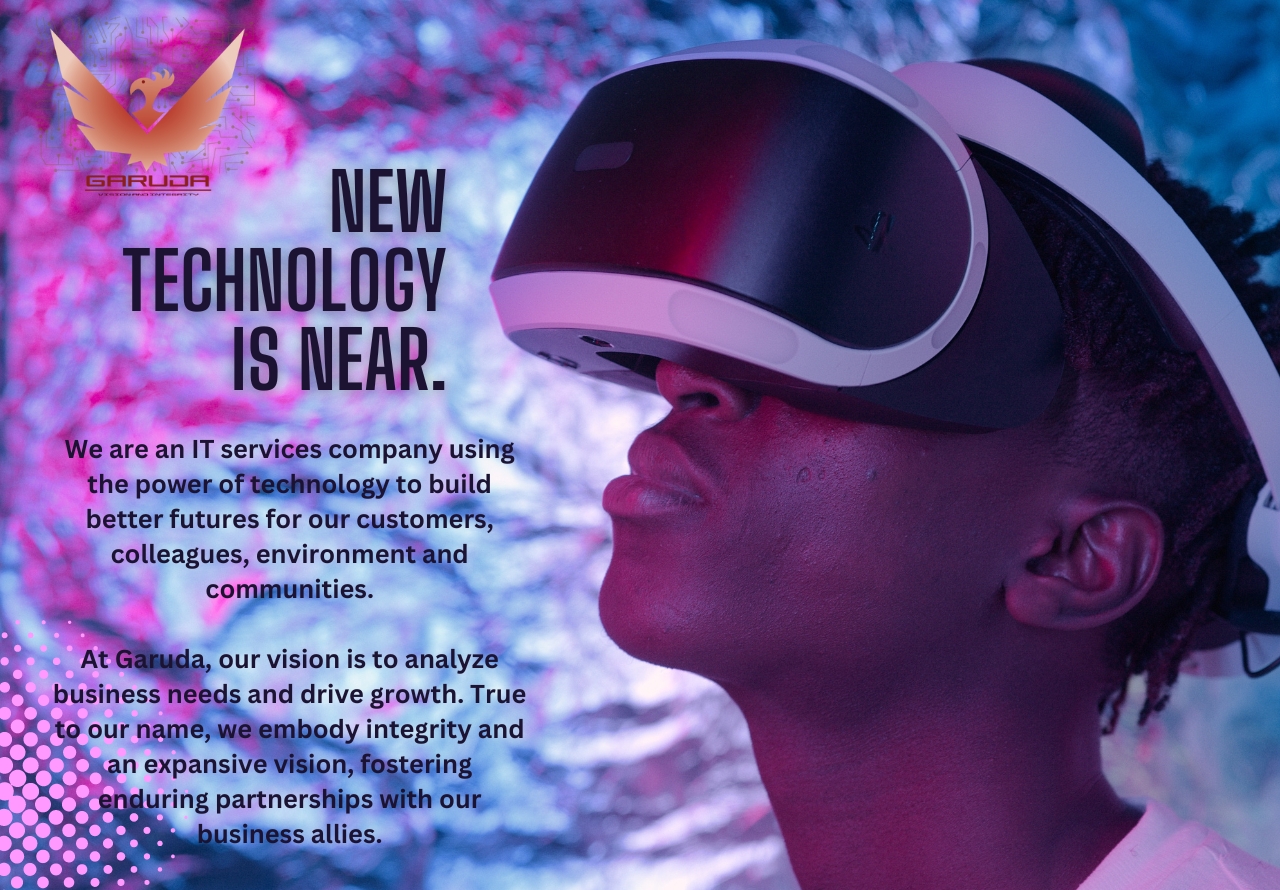 GARUDA
VISION AND INTEGRITY
NEW
TECHNOLOGY
IS NEAR.
We are an IT services company using
the power of technology to build
better futures for our customers,
colleagues, environment and
communities.
At Garuda, our vision is to analyze
business needs and drive growth. True
to our name, we embody integrity and
an expansive vision, fostering
enduring partnerships with our
business allies.